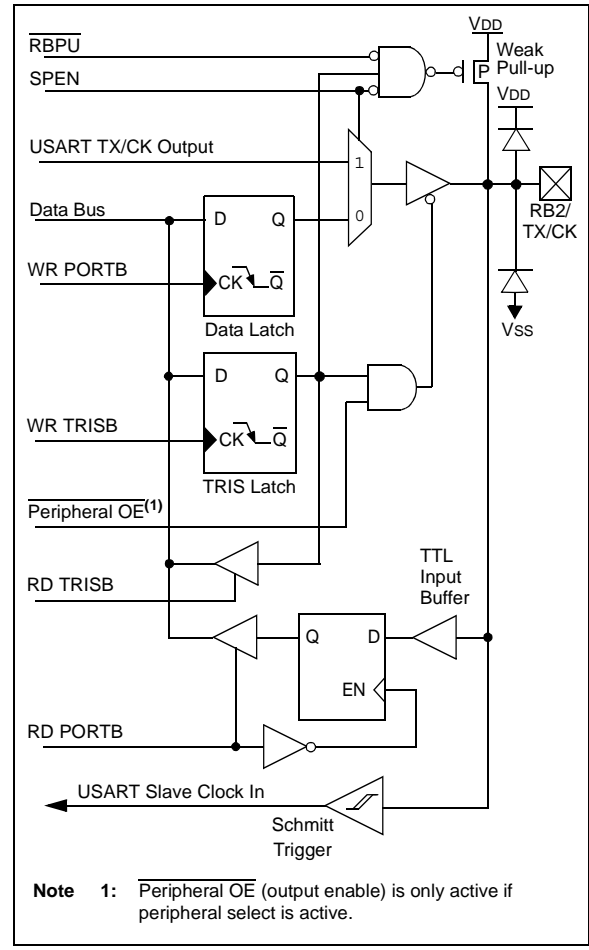 VDD
RBPU
Weak
Pull-up
P
SPEN
VDD
USART TX/CK Output
1
Data Bus
D Q
0
RB2/
TX/CK
WR PORTB
CK Q
Data Latch
VSS
D Q
WR TRISB
CK Q
TRIS Latch
Peripheral OE(1)
TTL
Input
Buffer
RD TRISB
Q D
EN
RD PORTB
USART Slave Clock In
Schmitt
Trigger
Note 1: Peripheral OE (output enable) is only active if
peripheral select is active.